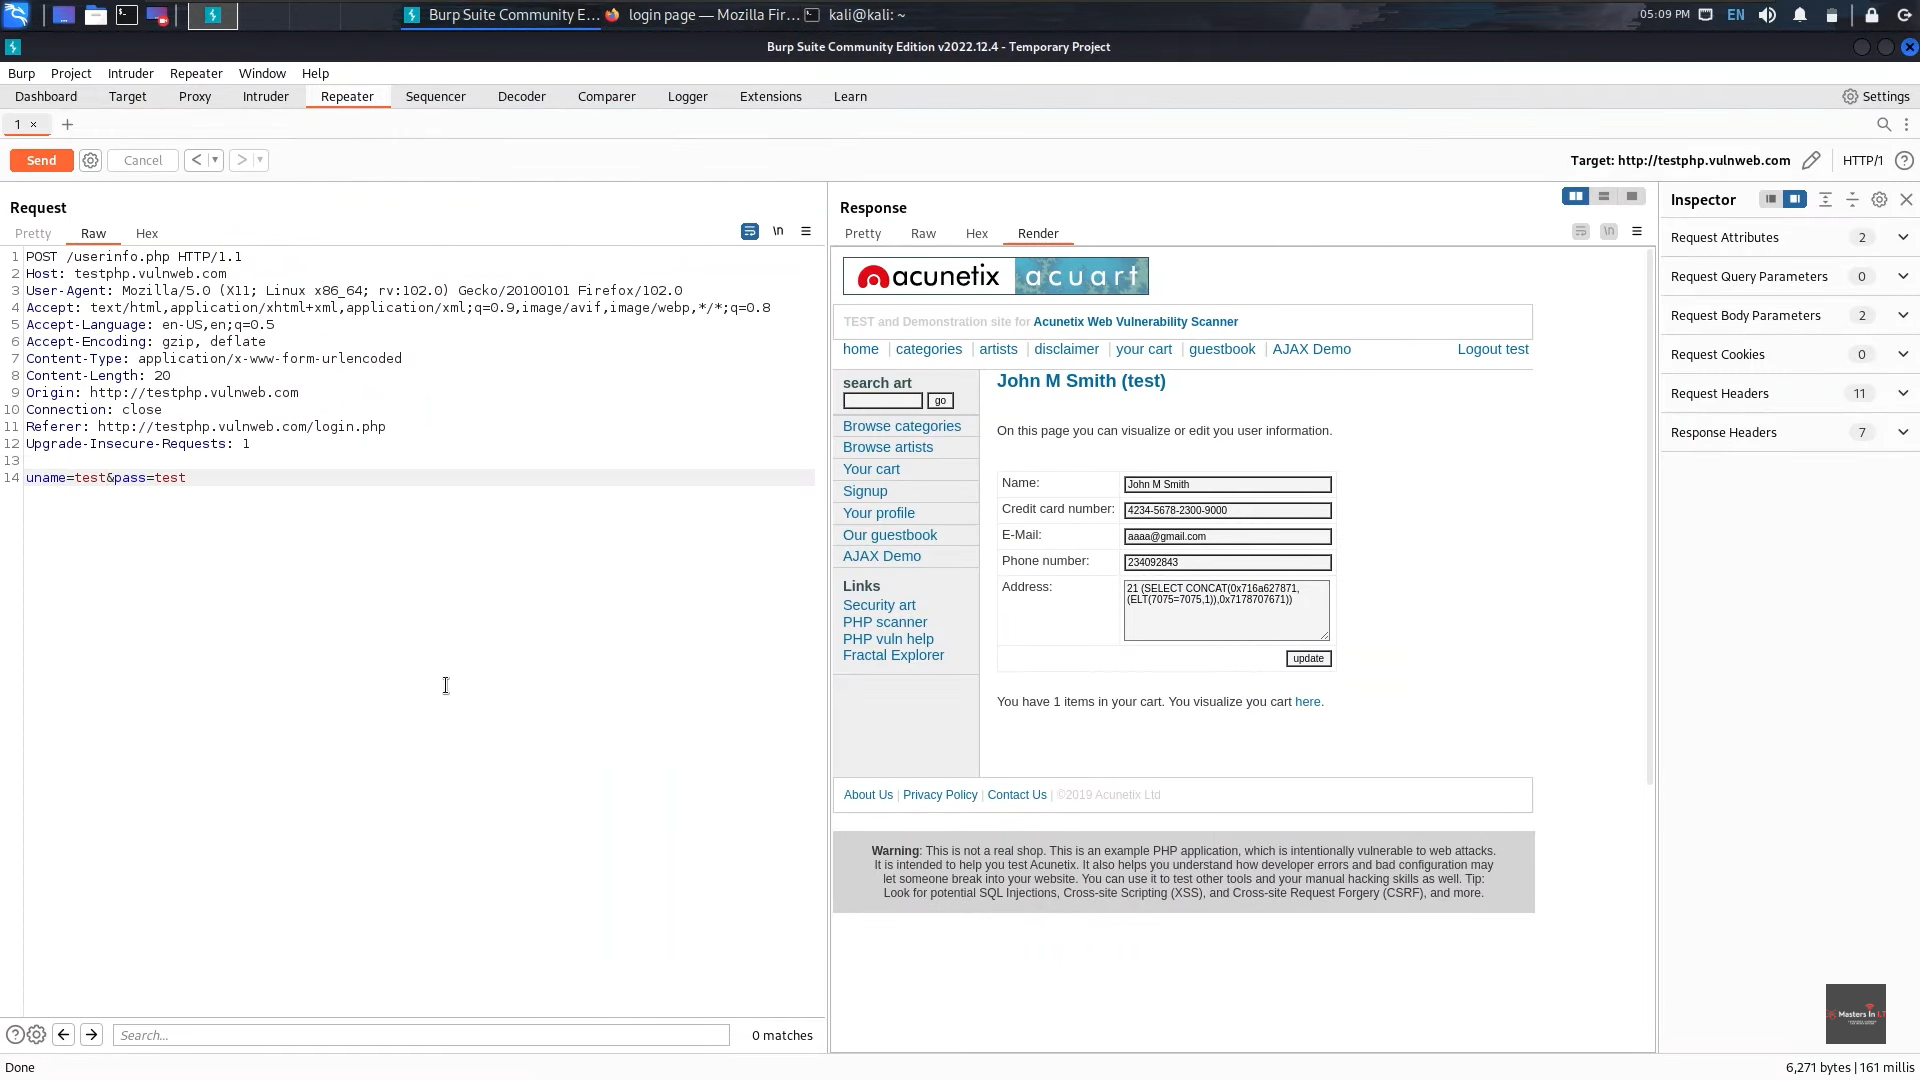 Burp Suite Community E...
login page — Mozilla Fir...
kali@kali: ~
05:09 PM
EN
Burp Suite Community Edition v2022.12.4 - Temporary Project
Burp Project Intruder Repeater Window Help
Dashboard Target Proxy Intruder Repeater Sequencer Decoder Comparer Logger Extensions Learn
Settings
1 × +
Send
Cancel
< >
Target: http://testphp.vulnweb.com
HTTP/1
Request
Pretty Raw Hex
\n
1 POST /userinfo.php HTTP/1.1
2 Host: testphp.vulnweb.com
3 User-Agent: Mozilla/5.0 (X11; Linux x86_64; rv:102.0) Gecko/20100101 Firefox/102.0
4 Accept: text/html,application/xhtml+xml,application/xml;q=0.9,image/avif,image/webp,*/*;q=0.8
5 Accept-Language: en-US,en;q=0.5
6 Accept-Encoding: gzip, deflate
7 Content-Type: application/x-www-form-urlencoded
8 Content-Length: 20
9 Origin: http://testphp.vulnweb.com
10 Connection: close
11 Referer: http://testphp.vulnweb.com/login.php
12 Upgrade-Insecure-Requests: 1
13
14 uname=test&pass=test
Search...
0 matches
Response
Pretty Raw Hex Render
\n
acunetix acuart
TEST and Demonstration site for Acunetix Web Vulnerability Scanner
home | categories | artists | disclaimer | your cart | guestbook | AJAX Demo
Logout test
search art
go
Browse categories
Browse artists
Your cart
Signup
Your profile
Our guestbook
AJAX Demo
Links
Security art
PHP scanner
PHP vuln help
Fractal Explorer
John M Smith (test)
On this page you can visualize or edit you user information.
Name: John M Smith
Credit card number: 4234-5678-2300-9000
E-Mail: aaaa@gmail.com
Phone number: 234092843
Address: 21 (SELECT CONCAT(0x716a627871,
(ELT(7075=7075,1)),0x7178707671))
update
You have 1 items in your cart. You visualize you cart here.
About Us | Privacy Policy | Contact Us | ©2019 Acunetix Ltd
Warning: This is not a real shop. This is an example PHP application, which is intentionally vulnerable to web attacks.
It is intended to help you test Acunetix. It also helps you understand how developer errors and bad configuration may
let someone break into your website. You can use it to test other tools and your manual hacking skills as well. Tip:
Look for potential SQL Injections, Cross-site Scripting (XSS), and Cross-site Request Forgery (CSRF), and more.
Inspector
Request Attributes 2
Request Query Parameters 0
Request Body Parameters 2
Request Cookies 0
Request Headers 11
Response Headers 7
Masters In I.T
Done
6,271 bytes | 161 millis